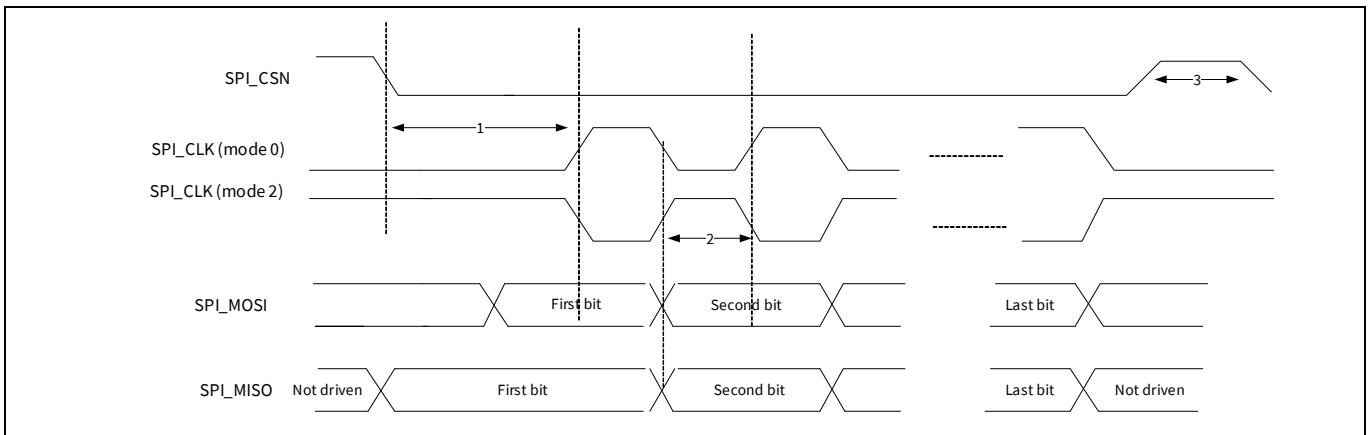 SPI_CSN
3
1
SPI_CLK (mode 0)
SPI_CLK (mode 2)
2
SPI_MOSI First bit Second bit Last bit
SPI_MISO Not driven First bit Second bit Last bit Not driven